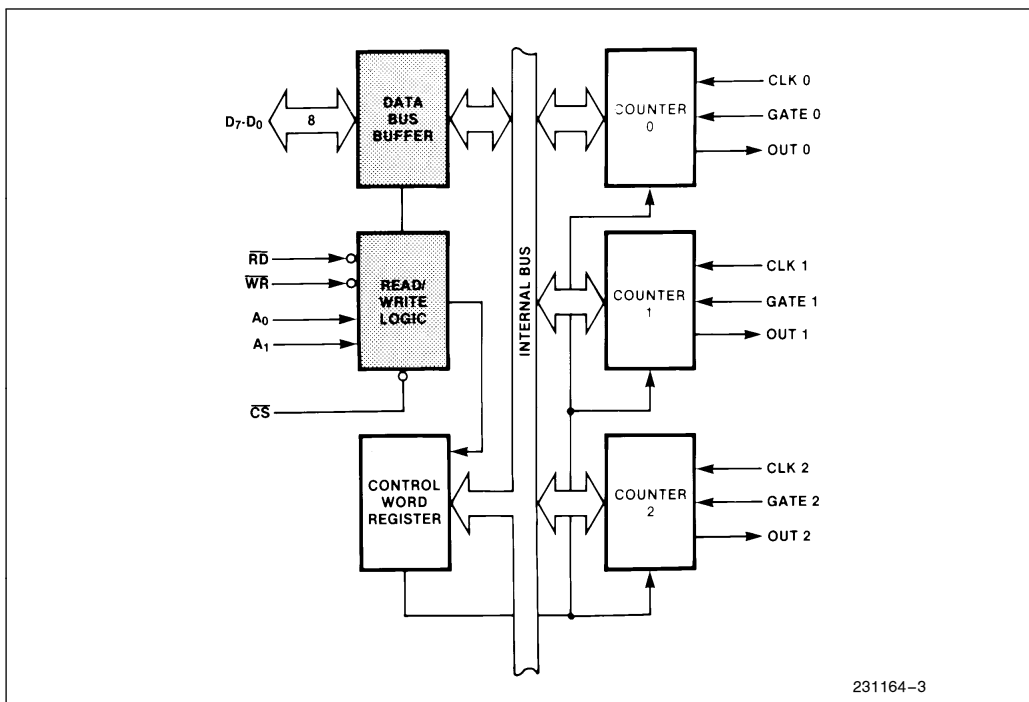 DATA
BUS
BUFFER
D7-D0
8
COUNTER
0
CLK 0
GATE 0
OUT 0
RD
WR
A0
A1
CS
READ/
WRITE
LOGIC
INTERNAL BUS
COUNTER
1
CLK 1
GATE 1
OUT 1
CONTROL
WORD
REGISTER
COUNTER
2
CLK 2
GATE 2
OUT 2
231164–3